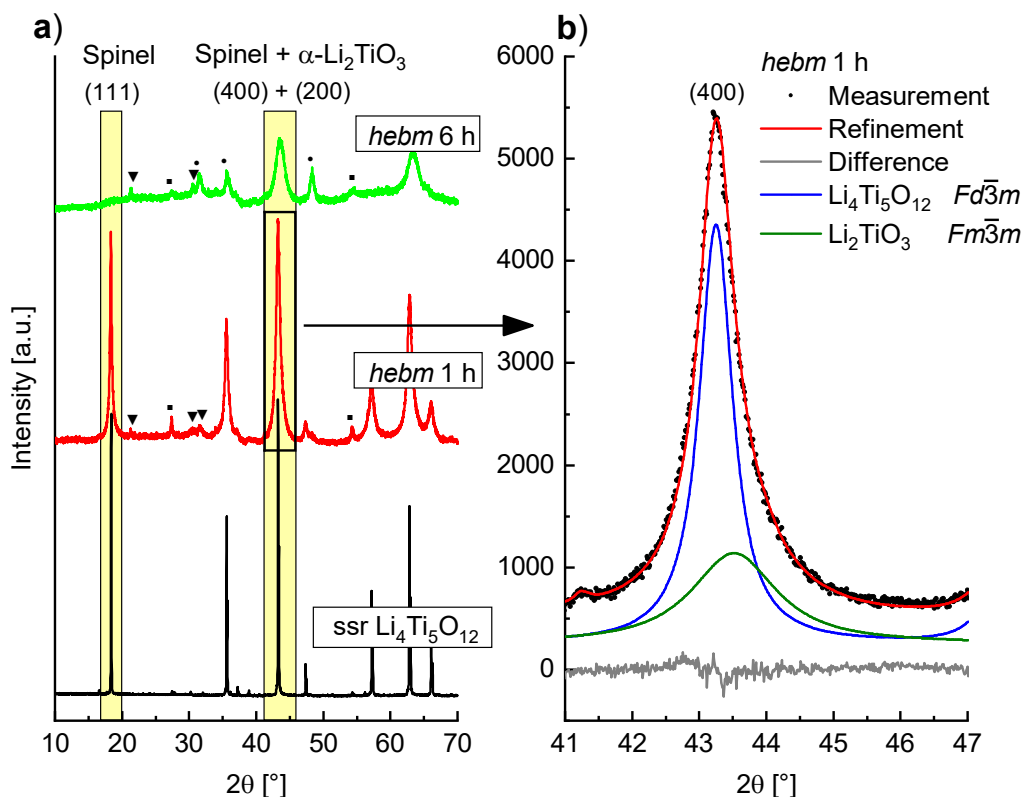 a)
Spinel
Spinel + α-Li₂TiO₃
(111)
(400) + (200)
hebm 6 h
hebm 1 h
ssr Li₄Ti₅O₁₂
Intensity [a.u.]
10 20 30 40 50 60 70
2θ [°]
b)
6000
5000
4000
3000
2000
1000
0
hebm 1 h
(400)
Measurement
Refinement
Difference
Li₄Ti₅O₁₂ Fd3̅m
Li₂TiO₃ Fm3̅m
41 42 43 44 45 46 47
2θ [°]